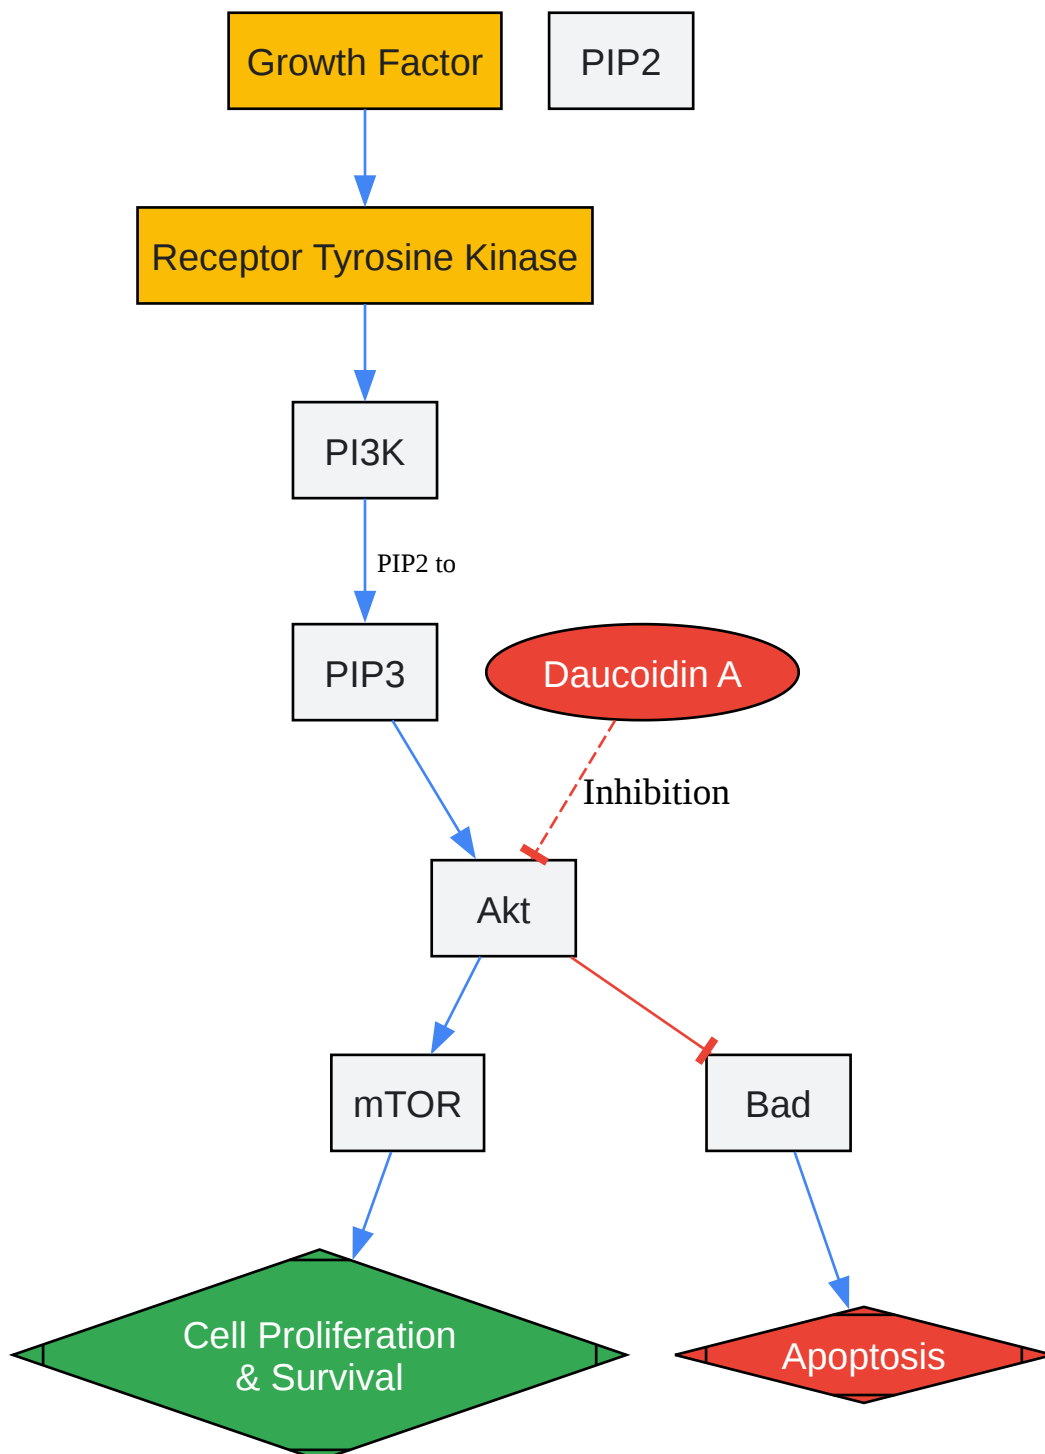 Growth Factor
PIP2
Receptor Tyrosine Kinase
PI3K
PIP2 to
PIP3
Daucoidin A
Inhibition
Akt
mTOR
Bad
Cell Proliferation
& Survival
Apoptosis